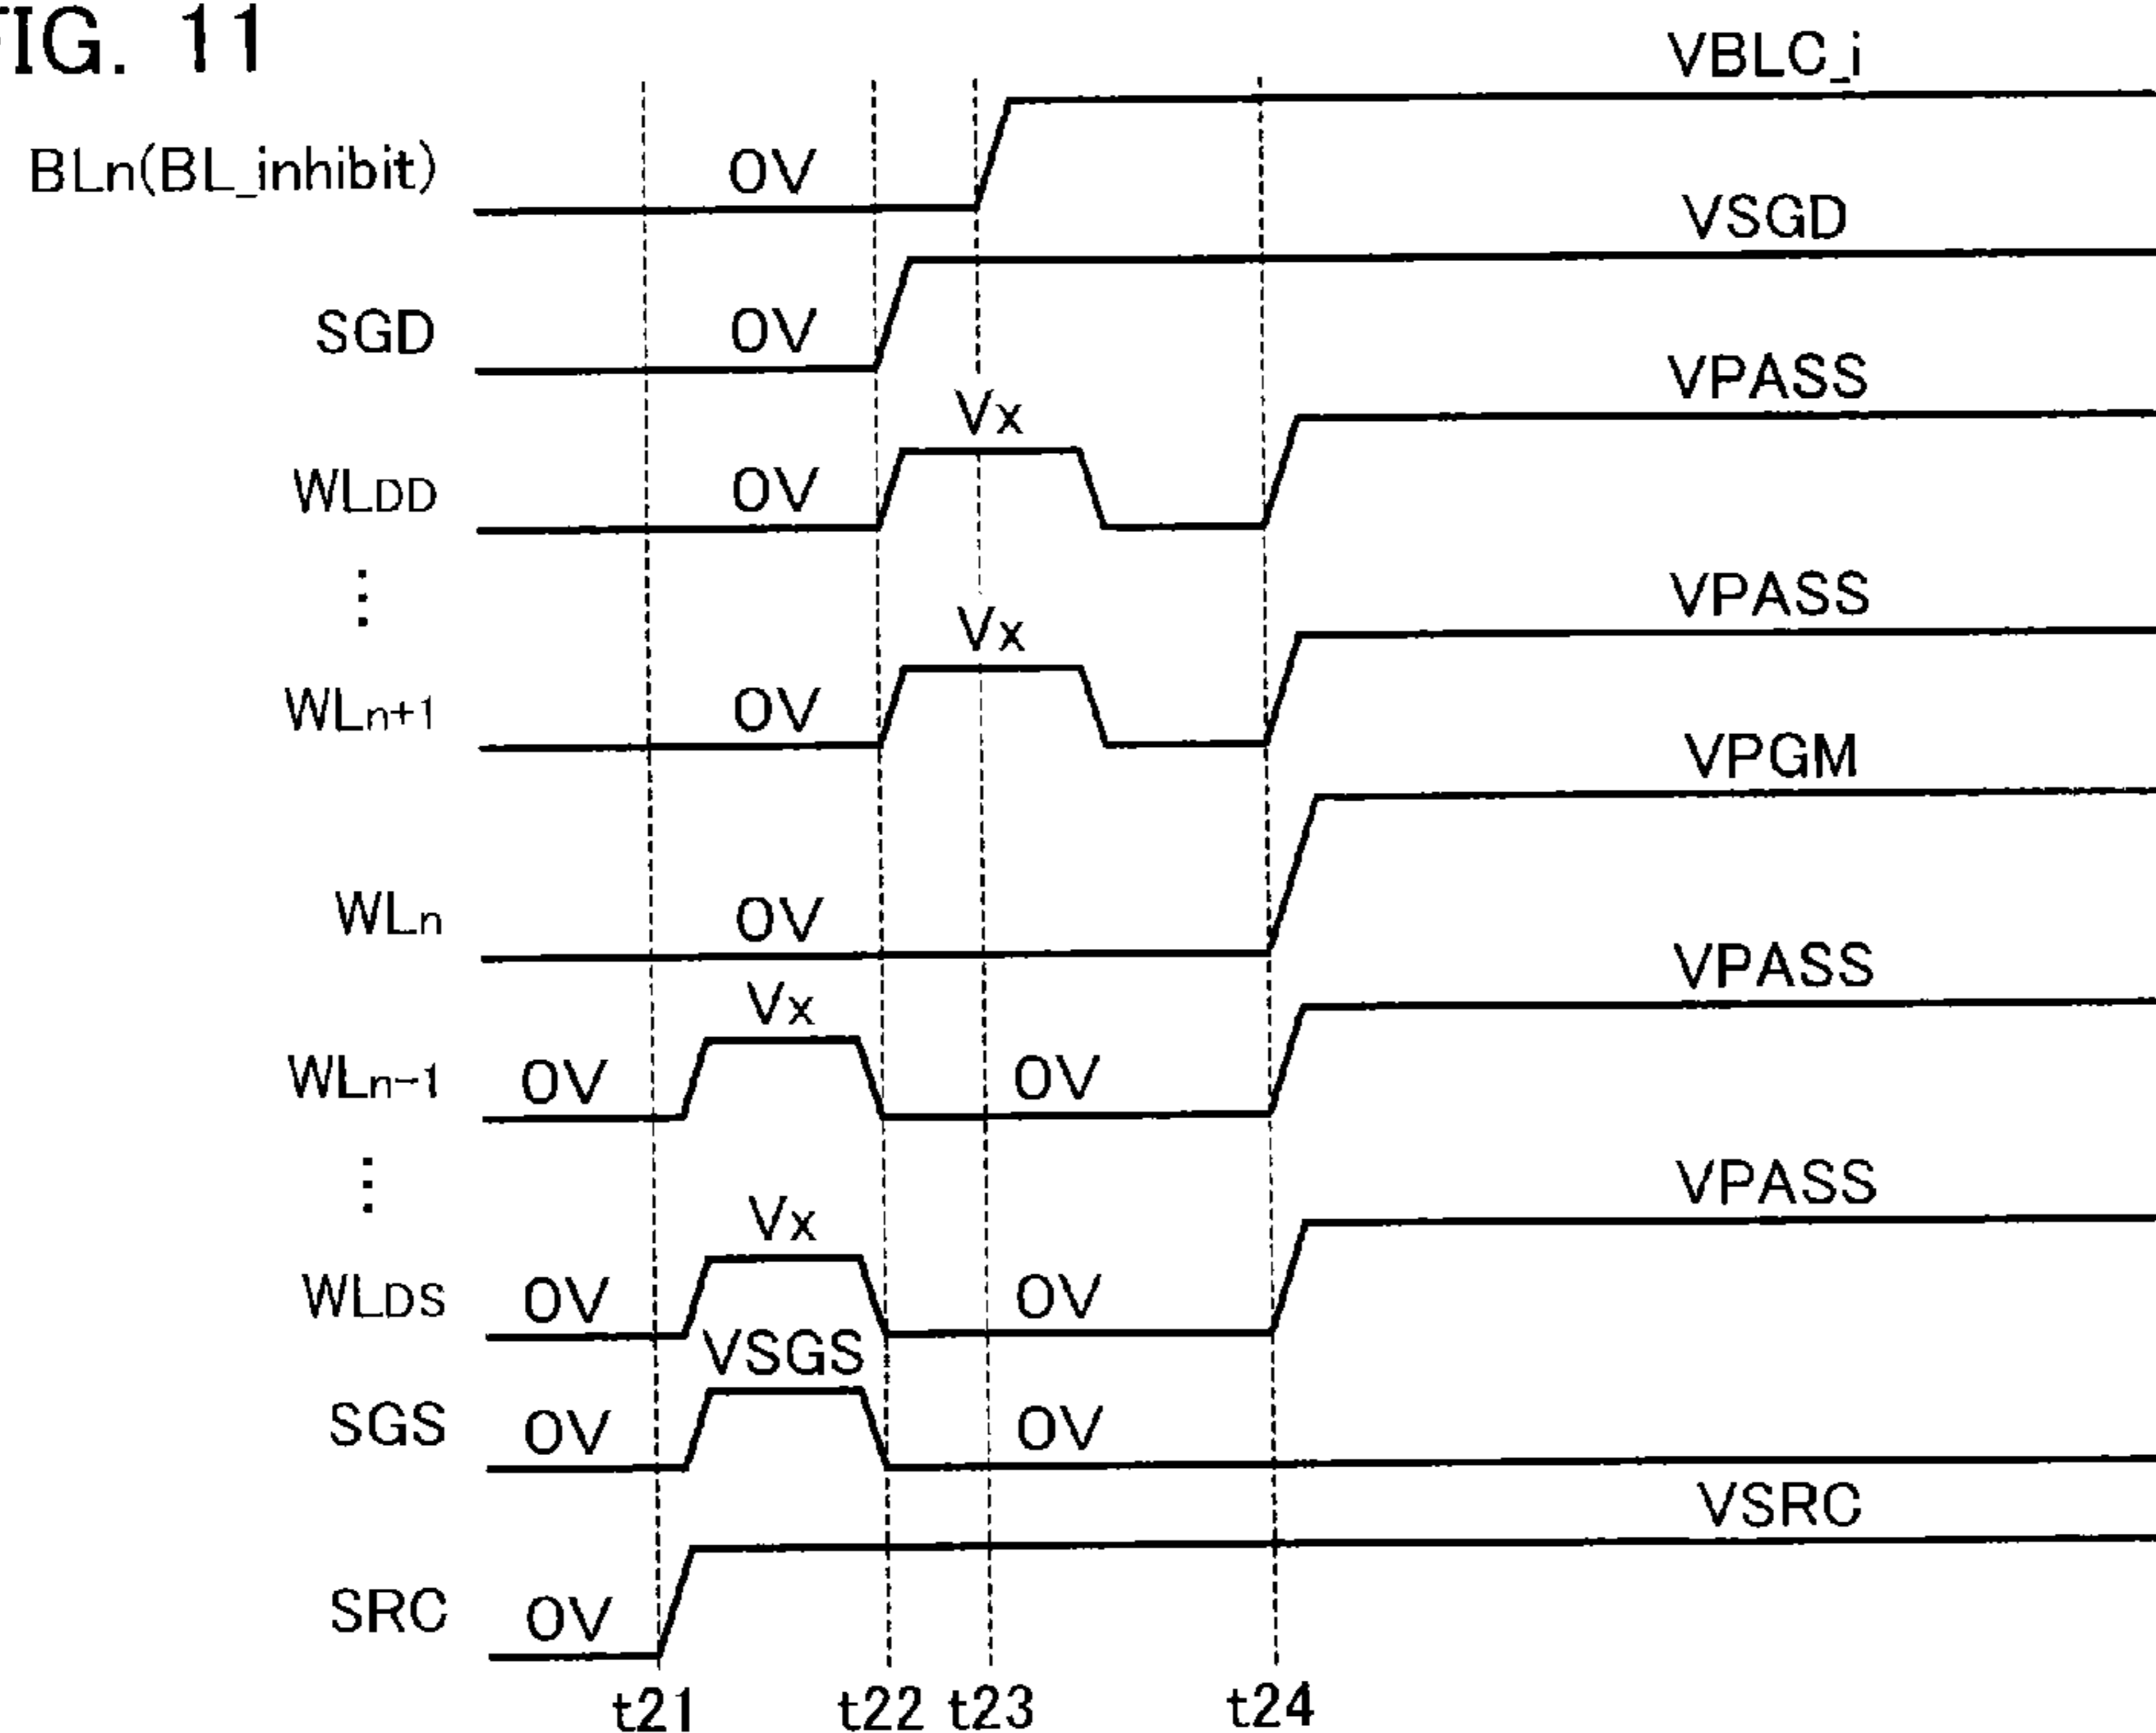 FIG. 11
VBLC_i
BLn(BL_inhibit) 0V
VSGD
SGD 0V
VPASS
Vx
WLDD 0V
⋮
VPASS
Vx
WLn+1 0V
VPGM
WLn 0V
VPASS
Vx
WLn-1 0V 0V
⋮
VPASS
Vx
WLDS 0V 0V
VSGS
SGS 0V 0V
VSRC
SRC 0V
t21 t22 t23 t24